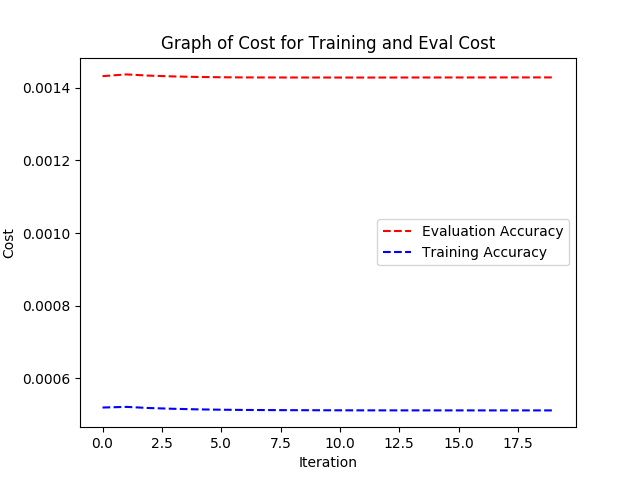 Graph of Cost for Training and Eval Cost
0.0014
0.0012
0.0010
0.0008
0.0006
Cost
Evaluation Accuracy
Training Accuracy
0.0 2.5 5.0 7.5 10.0 12.5 15.0 17.5
Iteration